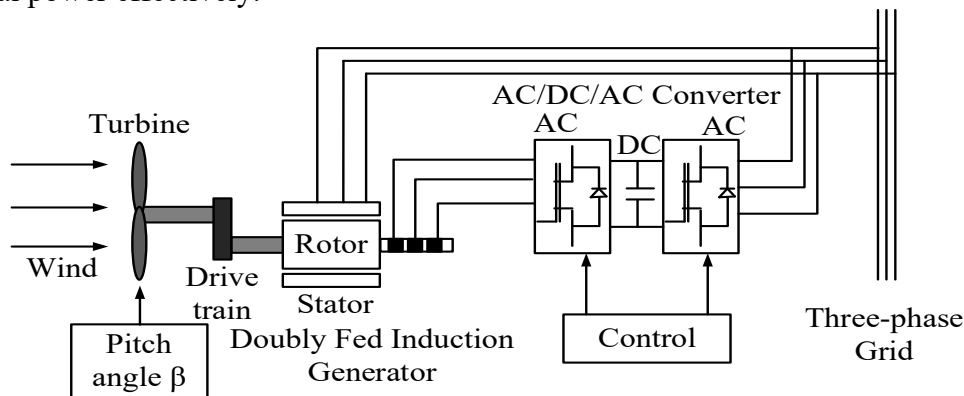 al power effectively.
AC/DC/AC Converter
AC
DC
AC
Turbine
Wind
Drive
train
Rotor
Stator
Doubly Fed Induction
Generator
Pitch
angle β
Control
Three-phase
Grid